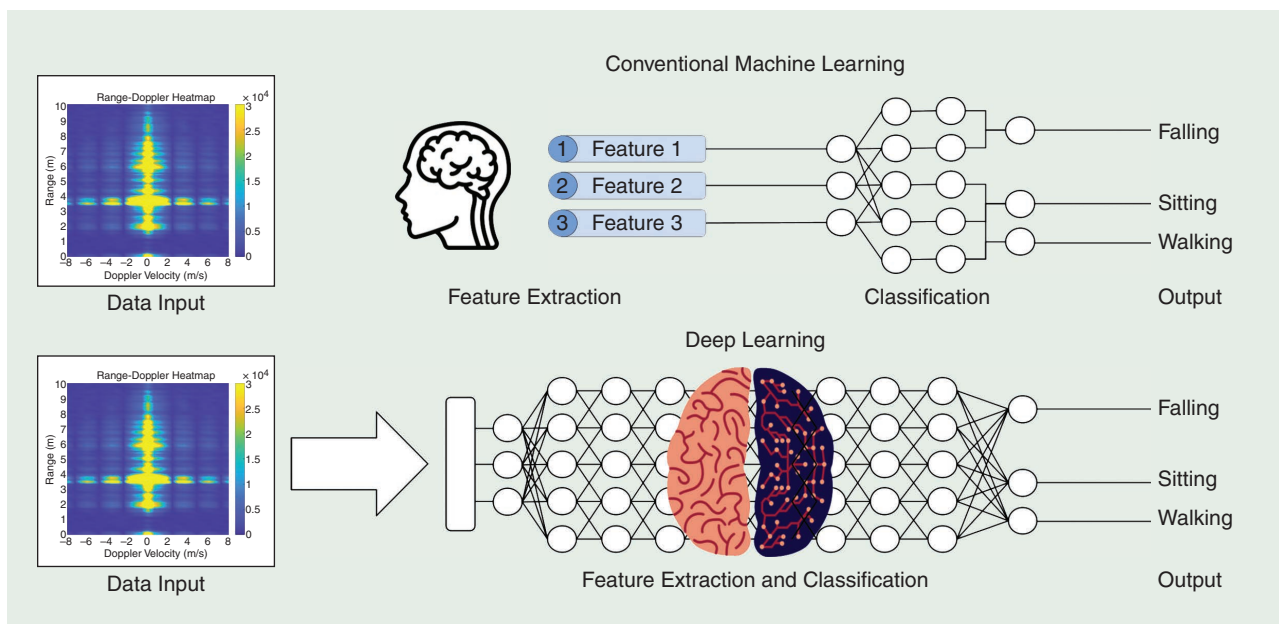 Conventional Machine Learning
Range-Doppler Heatmap
× 10⁴
Range (m)
10
9
8
7
6
5
4
3
2
1
0
3
2.5
2
1.5
1
0.5
0
−8 −6 −4 −2 0 2 4 6 8
Doppler Velocity (m/s)
Data Input
1 Feature 1
2 Feature 2
3 Feature 3
Falling
Sitting
Walking
Feature Extraction
Classification
Output
Deep Learning
Range-Doppler Heatmap
× 10⁴
Range (m)
10
9
8
7
6
5
4
3
2
1
0
3
2.5
2
1.5
1
0.5
0
−8 −6 −4 −2 0 2 4 6 8
Doppler Velocity (m/s)
Data Input
Falling
Sitting
Walking
Feature Extraction and Classification
Output